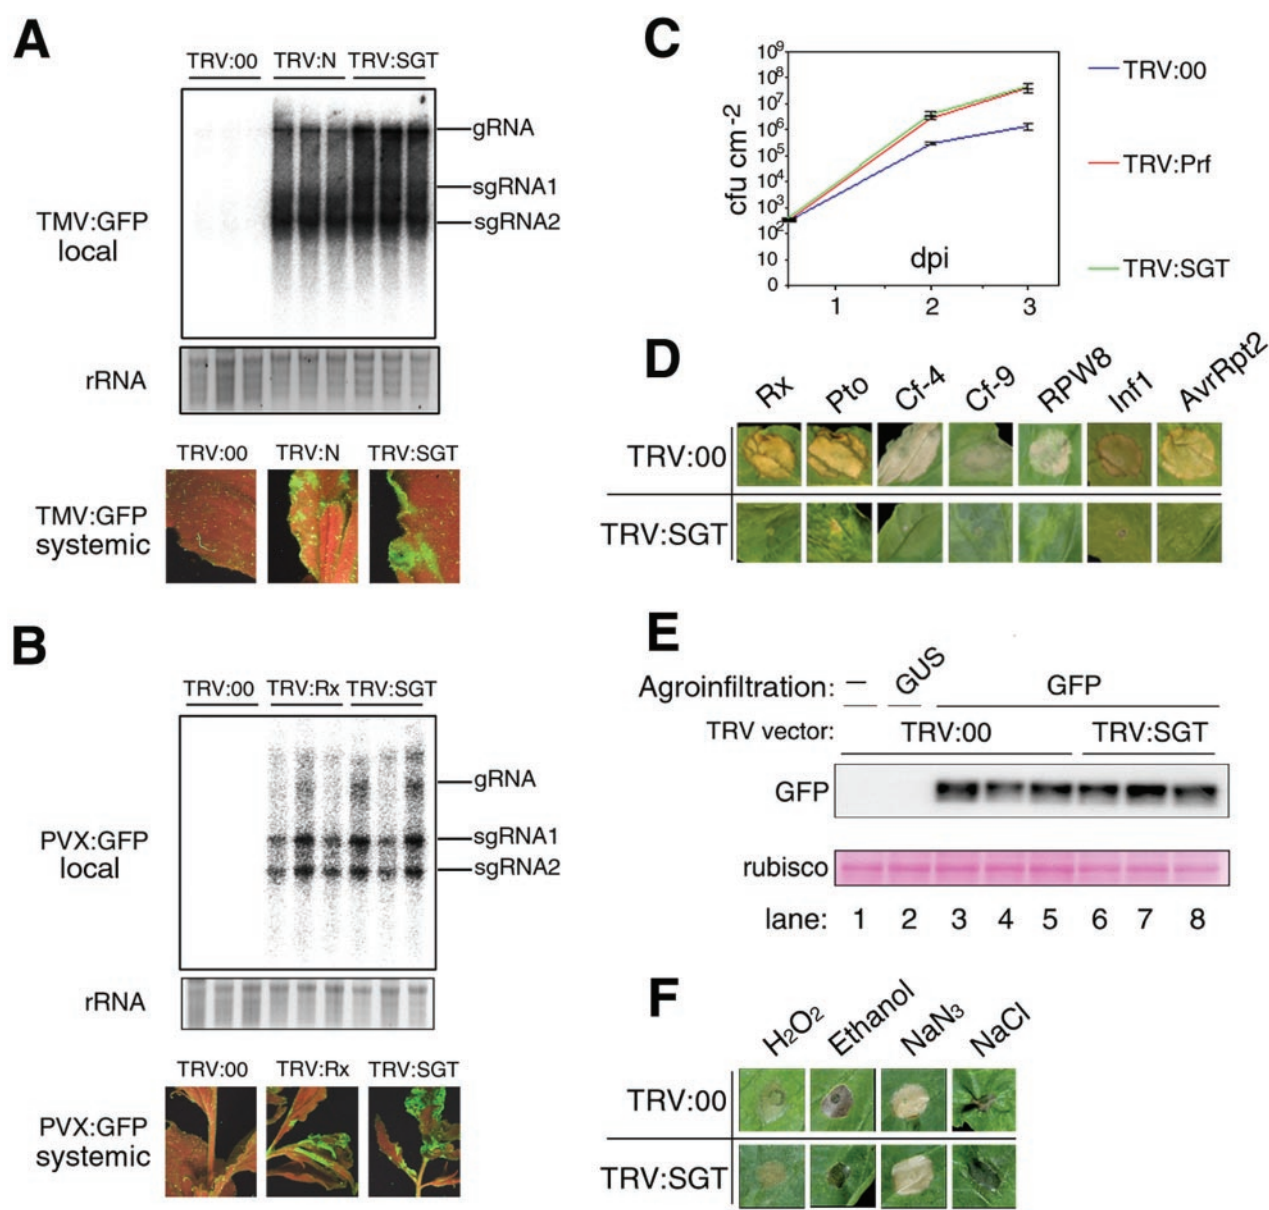 A
TRV:00 TRV:N TRV:SGT
gRNA
sgRNA1
sgRNA2
TMV:GFP
local
rRNA
TRV:00 TRV:N TRV:SGT
TMV:GFP
systemic
B
TRV:00 TRV:Rx TRV:SGT
gRNA
sgRNA1
sgRNA2
PVX:GFP
local
rRNA
TRV:00 TRV:Rx TRV:SGT
PVX:GFP
systemic
C
cfu cm-2
10⁹
10⁸
10⁷
10⁶
10⁵
10⁴
10³
10²
10
0
1 2 3
dpi
TRV:00
TRV:Prf
TRV:SGT
D
Rx Pto Cf-4 Cf-9 RPW8 Inf1 AvrRpt2
TRV:00
TRV:SGT
E
Agroinfiltration: – GUS GFP
TRV vector: TRV:00 TRV:SGT
GFP
rubisco
lane: 1 2 3 4 5 6 7 8
F
H₂O₂ Ethanol NaN₃ NaCl
TRV:00
TRV:SGT